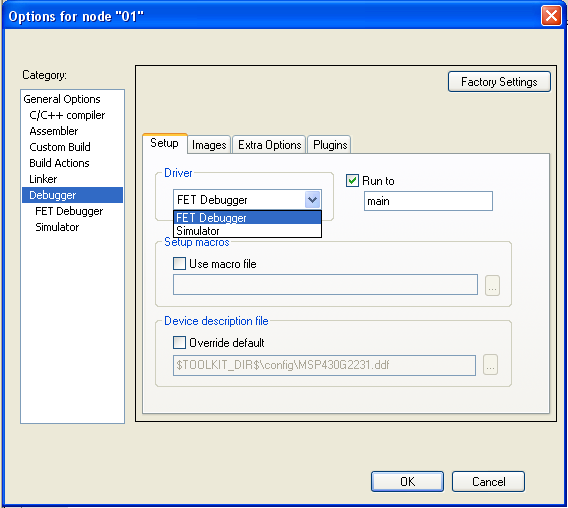 Options for node "01"
Category:
Factory Settings
General Options
C/C++ compiler
Assembler
Custom Build
Build Actions
Linker
Debugger
FET Debugger
Simulator
Setup
Images
Extra Options
Plugins
Driver
FET Debugger
FET Debugger
Simulator
Run to
main
Setup macros
Use macro file
...
Device description file
Override default
$TOOLKIT_DIR$\config\MSP430G2231.ddf
...
OK
Cancel